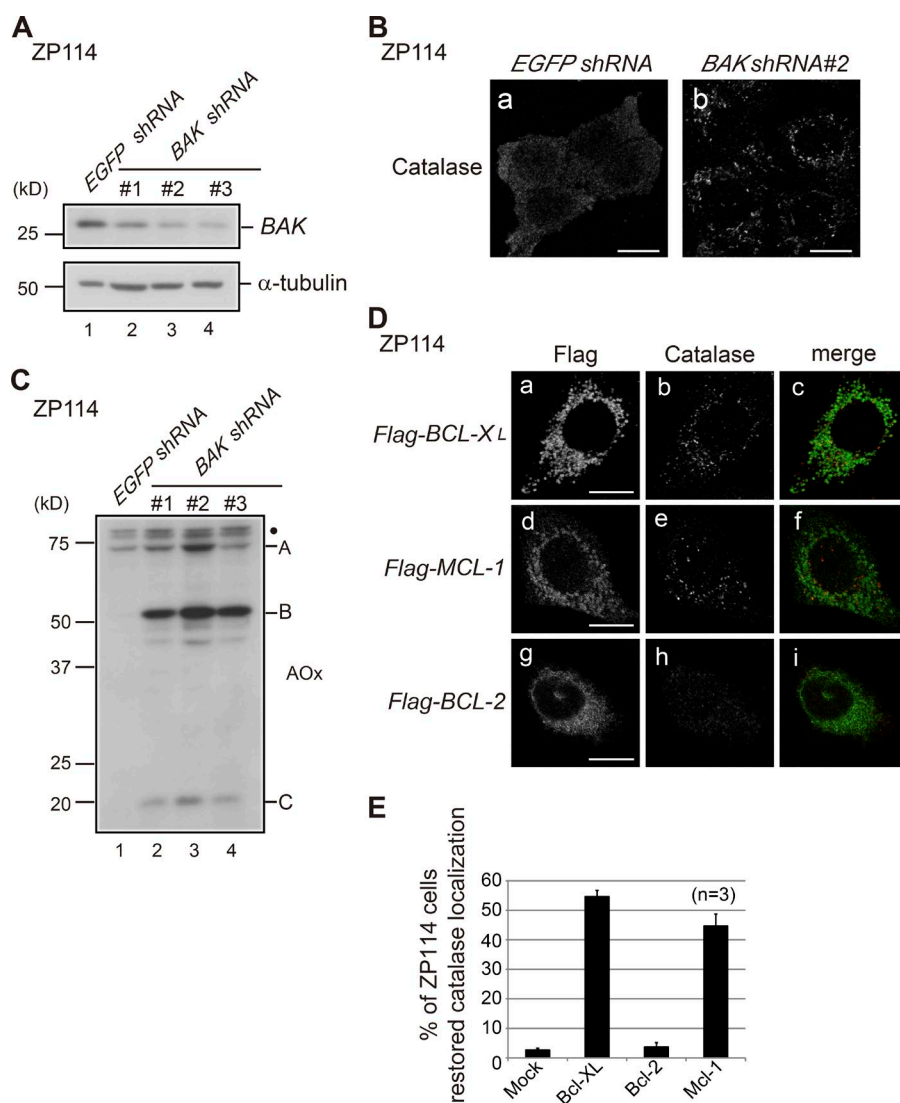 A
ZP114
EGFP shRNA
BAK shRNA
(kD)
#1 #2 #3
25
BAK
50
α-tubulin
1 2 3 4
B
ZP114
EGFP shRNA
BAK shRNA#2
a
b
Catalase
C
ZP114
EGFP shRNA
BAK shRNA
(kD)
#1 #2 #3
75
50
37
25
20
•
A
B
AOx
C
1 2 3 4
D
ZP114
Flag Catalase merge
a b c
Flag-BCL-XL
d e f
Flag-MCL-1
g h i
Flag-BCL-2
E
% of ZP114 cells
restored catalase localization
60
50
40
30
20
10
0
(n=3)
Mock Bcl-XL Bcl-2 Mcl-1